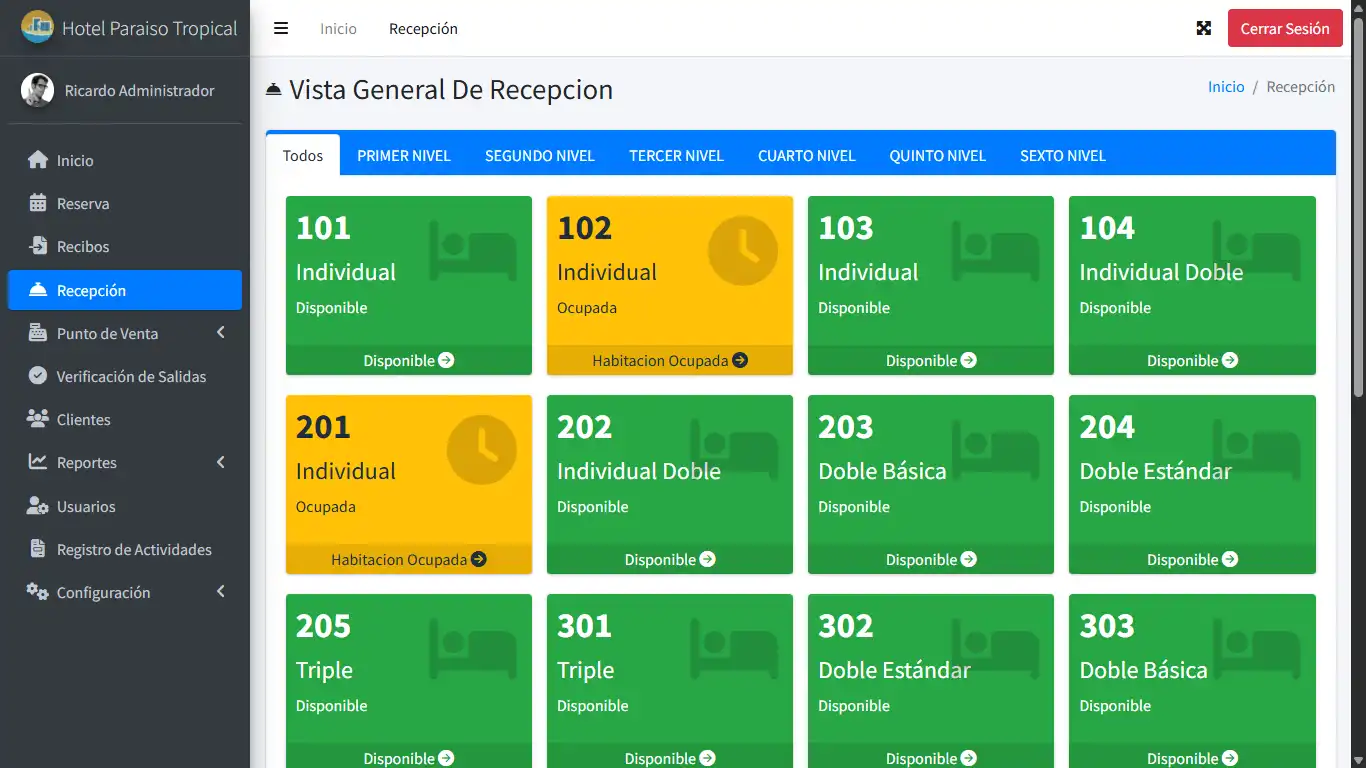 Hotel Paraiso Tropical
Ricardo Administrador
Inicio
Reserva
Recibos
Recepción
Punto de Venta
Verificación de Salidas
Clientes
Reportes
Usuarios
Registro de Actividades
Configuración
Inicio Recepción Cerrar Sesión
Vista General De Recepcion
Inicio / Recepción
Todos PRIMER NIVEL SEGUNDO NIVEL TERCER NIVEL CUARTO NIVEL QUINTO NIVEL SEXTO NIVEL
101
Individual
Disponible
Disponible
102
Individual
Ocupada
Habitacion Ocupada
103
Individual
Disponible
Disponible
104
Individual Doble
Disponible
Disponible
201
Individual
Ocupada
Habitacion Ocupada
202
Individual Doble
Disponible
Disponible
203
Doble Básica
Disponible
Disponible
204
Doble Estándar
Disponible
Disponible
205
Triple
Disponible
Disponible
301
Triple
Disponible
Disponible
302
Doble Estándar
Disponible
Disponible
303
Doble Básica
Disponible
Disponible